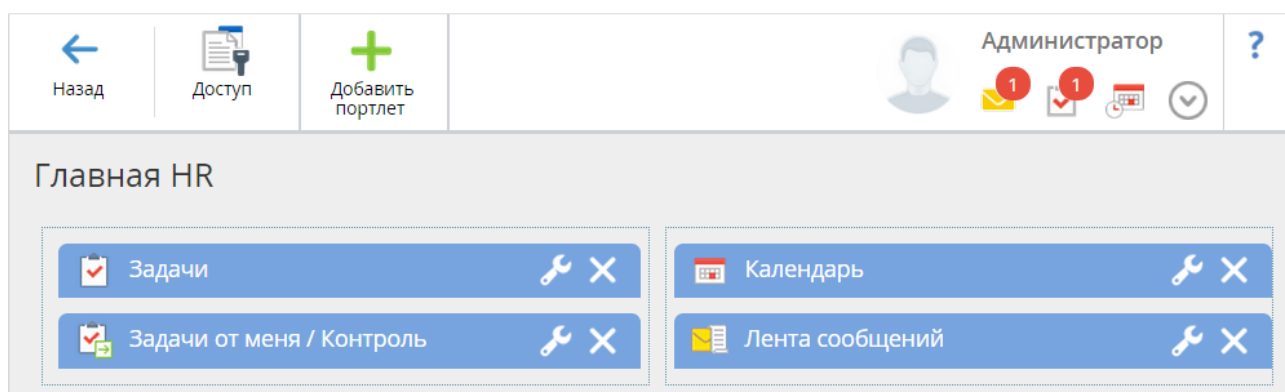 Назад
Доступ
Добавить
портлет
Администратор
?
1
1
Главная HR
Задачи
Календарь
Задачи от меня / Контроль
Лента сообщений